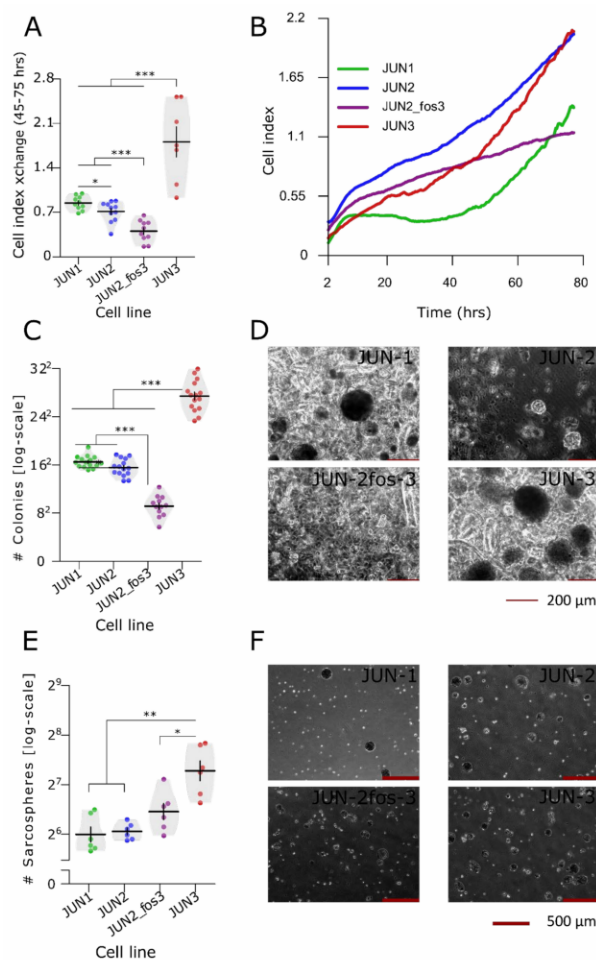 A
Cell index xchange (45-75 hrs)
2.8
2.1
1.4
0.7
0
***
***
*
JUN1
JUN2
JUN2_fos3
JUN3
Cell line
B
Cell index
2.2
1.65
1.1
0.55
0
JUN1
JUN2
JUN2_fos3
JUN3
2
20
40
60
80
Time (hrs)
C
# Colonies [log-scale]
32²
24²
16²
8²
0
***
***
JUN1
JUN2
JUN2_fos3
JUN3
Cell line
D
JUN-1
JUN-2
JUN-2fos-3
JUN-3
200 µm
E
# Sarcospheres [log-scale]
2⁹
2⁸
2⁷
2⁶
0
**
*
JUN1
JUN2
JUN2_fos3
JUN3
Cell line
F
JUN-1
JUN-2
JUN-2fos-3
JUN-3
500 µm